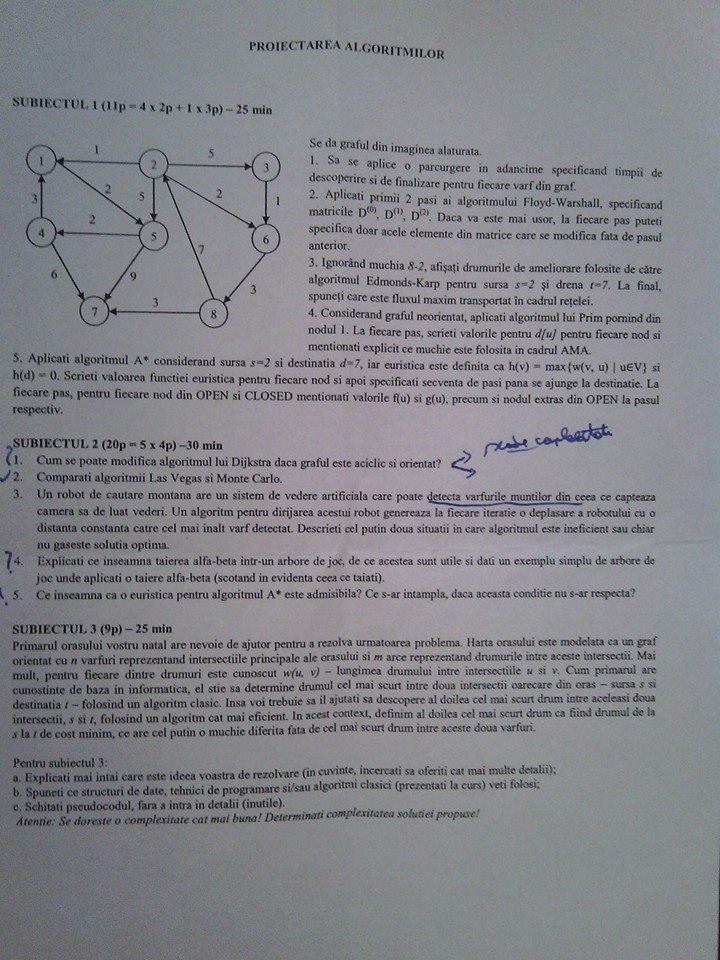 PROIECTAREA ALGORITMILOR
SUBIECTUL 1 (11p = 4 x 2p + 1 x 3p) – 25 min
1
5
1
2
3
2
5
2
1
3
2
4
5
6
7
6
9
3
3
7
8
Se da graful din imaginea alaturata.
1. Sa se aplice o parcurgere in adancime specificand timpii de
descoperire si de finalizare pentru fiecare varf din graf.
2. Aplicati primii 2 pasi ai algoritmului Floyd-Warshall, specificand
matricile D(0), D(1), D(2). Daca va este mai usor, la fiecare pas puteti
specifica doar acele elemente din matrice care se modifica fata de pasul
anterior.
3. Ignorând muchia 8-2, afişaţi drumurile de ameliorare folosite de către
algoritmul Edmonds-Karp pentru sursa s=2 şi drena t=7. La final,
spuneţi care este fluxul maxim transportat în cadrul reţelei.
4. Considerand graful neorientat, aplicati algoritmul lui Prim pornind din
nodul 1. La fiecare pas, scrieti valorile pentru d[u] pentru fiecare nod si
mentionati explicit ce muchie este folosita in cadrul AMA.
5. Aplicati algoritmul A* considerand sursa s=2 si destinatia d=7, iar euristica este definita ca h(v) = max{w(v, u) | u∈V} si
h(d) = 0. Scrieti valoarea functiei euristica pentru fiecare nod si apoi specificati secventa de pasi pana se ajunge la destinatie. La
fiecare pas, pentru fiecare nod din OPEN si CLOSED mentionati valorile f(u) si g(u), precum si nodul extras din OPEN la pasul
respectiv.
SUBIECTUL 2 (20p = 5 x 4p) –30 min
1. Cum se poate modifica algoritmul lui Dijkstra daca graful este aciclic si orientat?
2. Comparati algoritmii Las Vegas si Monte Carlo.
3. Un robot de cautare montana are un sistem de vedere artificiala care poate detecta varfurile muntilor din ceea ce capteaza
camera sa de luat vederi. Un algoritm pentru dirijarea acestui robot genereaza la fiecare iteratie o deplasare a robotului cu o
distanta constanta catre cel mai inalt varf detectat. Descrieti cel putin doua situatii in care algoritmul este ineficient sau chiar
nu gaseste solutia optima.
? 4. Explicati ce inseamna taierea alfa-beta intr-un arbore de joc, de ce acestea sunt utile si dati un exemplu simplu de arbore de
joc unde aplicati o taiere alfa-beta (scotand in evidenta ceea ce taiati).
5. Ce inseamna ca o euristica pentru algoritmul A* este admisibila? Ce s-ar intampla, daca aceasta conditie nu s-ar respecta?
SUBIECTUL 3 (9p) – 25 min
Primarul orasului vostru natal are nevoie de ajutor pentru a rezolva urmatoarea problema. Harta orasului este modelata ca un graf
orientat cu n varfuri reprezentand intersectiile principale ale orasului si m arce reprezentand drumurile intre aceste intersectii. Mai
mult, pentru fiecare dintre drumuri este cunoscut w(u, v) – lungimea drumului intre intersectiile u si v. Cum primarul are
cunostinte de baza in informatica, el stie sa determine drumul cel mai scurt intre doua intersectii oarecare din oras – sursa s si
destinatia t – folosind un algoritm clasic. Insa voi trebuie sa il ajutati sa descopere al doilea cel mai scurt drum intre aceleasi doua
intersectii, s si t, folosind un algoritm cat mai eficient. In acest context, definim al doilea cel mai scurt drum ca fiind drumul de la
s la t de cost minim, ce are cel putin o muchie diferita fata de cel mai scurt drum intre aceste doua varfuri.
Pentru subiectul 3:
a. Explicati mai intai care este ideea voastra de rezolvare (in cuvinte, incercati sa oferiti cat mai multe detalii);
b. Spuneti ce structuri de date, tehnici de programare si/sau algoritmi clasici (prezentati la curs) veti folosi;
c. Schitati pseudocodul, fara a intra in detalii (inutile).
Atentie: Se doreste o complexitate cat mai buna! Determinati complexitatea solutiei propuse!